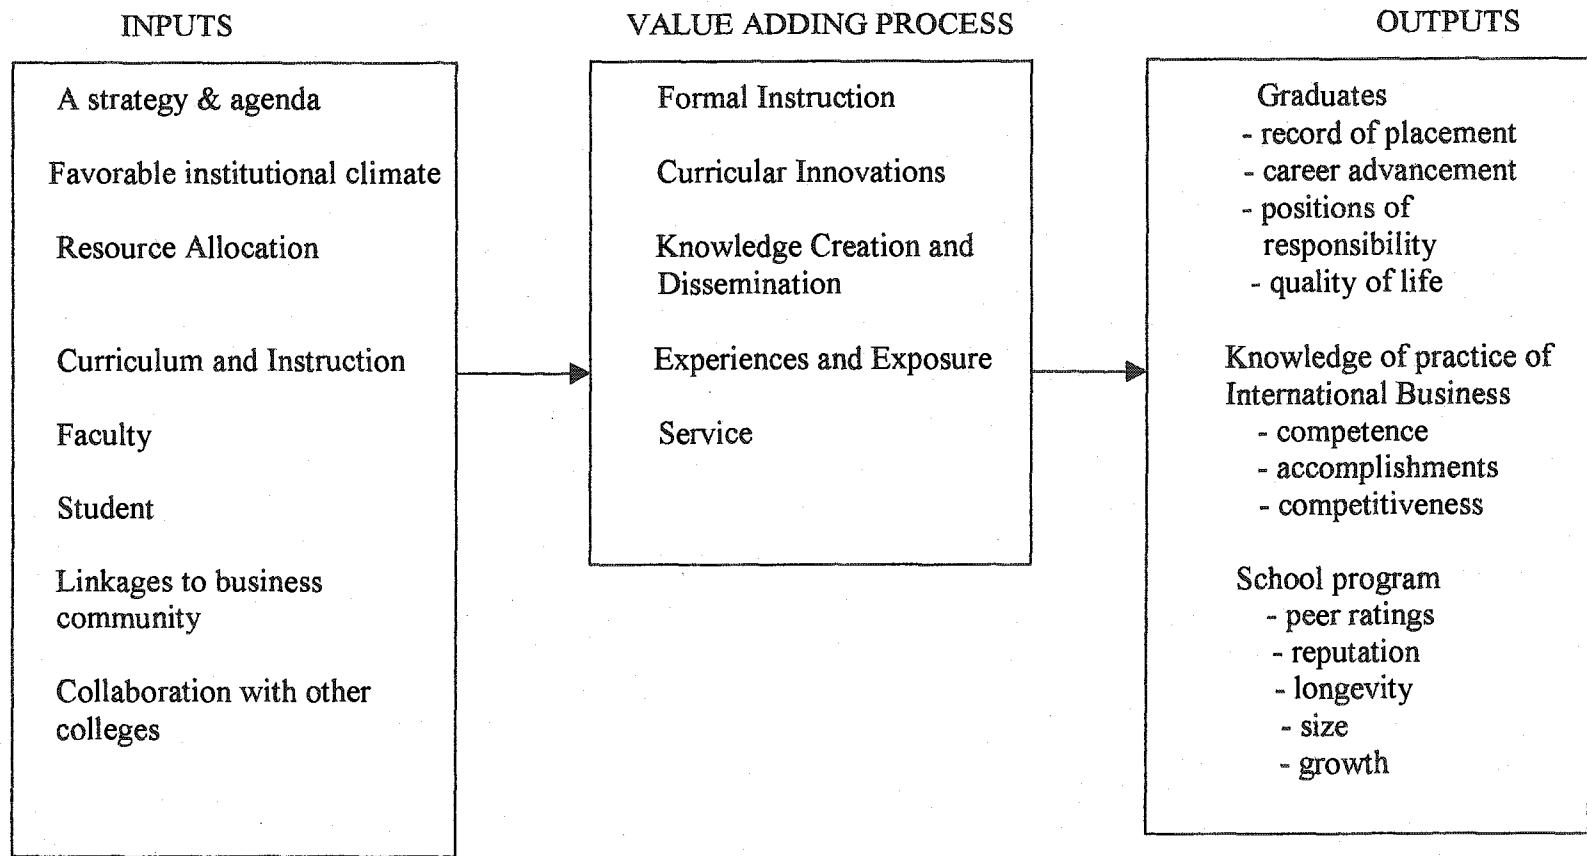 INPUTS
A strategy & agenda
Favorable institutional climate
Resource Allocation
Curriculum and Instruction
Faculty
Student
Linkages to business
community
Collaboration with other
colleges
VALUE ADDING PROCESS
Formal Instruction
Curricular Innovations
Knowledge Creation and
Dissemination
Experiences and Exposure
Service
OUTPUTS
Graduates
- record of placement
- career advancement
- positions of
responsibility
- quality of life
Knowledge of practice of
International Business
- competence
- accomplishments
- competitiveness
School program
- peer ratings
- reputation
- longevity
- size
- growth